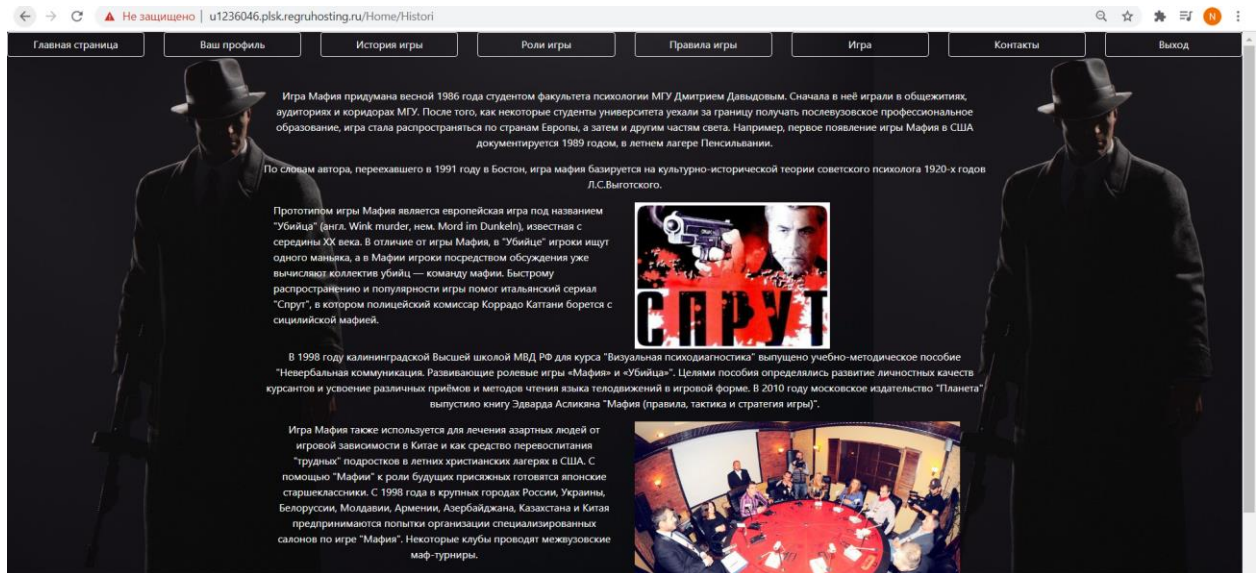 Не защищено | u1236046.plsk.regruhosting.ru/Home/Histori
N
Главная страница
Ваш профиль
История игры
Роли игры
Правила игры
Игра
Контакты
Выход
Игра Мафия придумана весной 1986 года студентом факультета психологии МГУ Дмитрием Давыдовым. Сначала в неё играли в общежитиях,
аудиториях и коридорах МГУ. После того, как некоторые студенты университета уехали за границу получать послевузовское профессиональное
образование, игра стала распространяться по странам Европы, а затем и другим частям света. Например, первое появление игры Мафия в США
документируется 1989 годом, в летнем лагере Пенсильвании.
По словам автора, переехавшего в 1991 году в Бостон, игра мафия базируется на культурно-исторической теории советского психолога 1920-х годов
Л.С.Выготского.
Прототипом игры Мафия является европейская игра под названием
"Убийца" (англ. Wink murder, нем. Mord im Dunkeln), известная с
середины XX века. В отличие от игры Мафия, в "Убийце" игроки ищут
одного маньяка, а в Мафии игроки посредством обсуждения уже
вычисляют коллектив убийц — команду мафии. Быстрому
распространению и популярности игры помог итальянский сериал
"Спрут", в котором полицейский комиссар Коррадо Каттани борется с
сицилийской мафией.
СПРУТ
В 1998 году калининградской Высшей школой МВД РФ для курса "Визуальная психодиагностика" выпущено учебно-методическое пособие
"Невербальная коммуникация. Развивающие ролевые игры «Мафия» и «Убийца»". Целями пособия определялись развитие личностных качеств
курсантов и усвоение различных приёмов и методов чтения языка телодвижений в игровой форме. В 2010 году московское издательство "Планета"
выпустило книгу Эдварда Асликяна "Мафия (правила, тактика и стратегия игры)".
Игра Мафия также используется для лечения азартных людей от
игровой зависимости в Китае и как средство перевоспитания
"трудных" подростков в летних христианских лагерях в США. С
помощью "Мафии" к роли будущих присяжных готовятся японские
старшеклассники. С 1998 года в крупных городах России, Украины,
Белоруссии, Молдавии, Армении, Азербайджана, Казахстана и Китая
предпринимаются попытки организации специализированных
салонов по игре "Мафия". Некоторые клубы проводят межвузовские
маф-турниры.